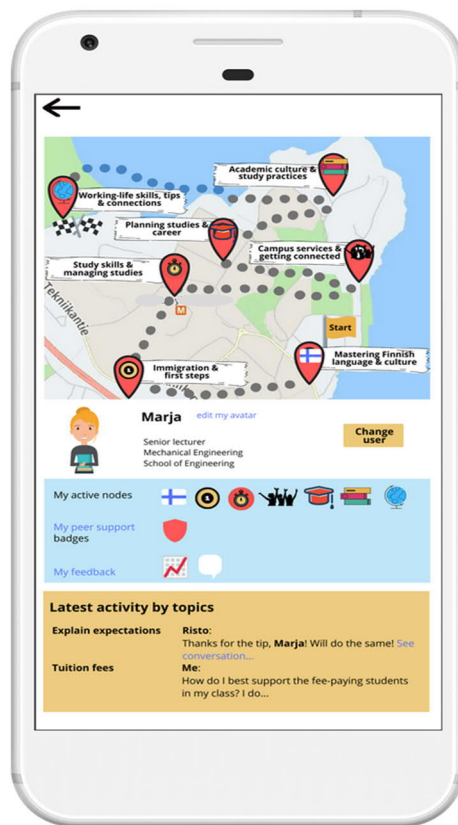 Academic culture &
study practices
Working-life skills, tips
& connections
Planning studies &
career
Campus services &
getting connected
Study skills &
managing studies
Tekniikantie
M
Start
Mastering Finnish
language & culture
Immigration &
first steps
Marja edit my avatar
Change
user
Senior lecturer
Mechanical Engineering
School of Engineering
My active nodes
My peer support
badges
My feedback
Latest activity by topics
Explain expectations
Risto:
Thanks for the tip, Marja! Will do the same! See
conversation...
Tuition fees
Me:
How do I best support the fee-paying students
in my class? I do...